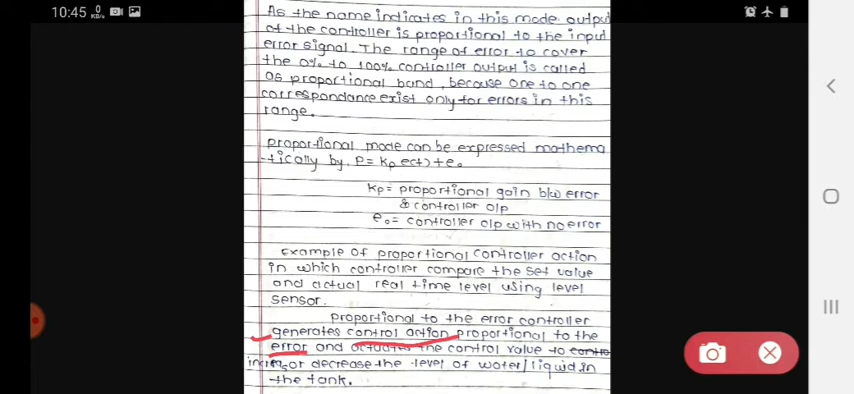 10:45 0 KB/s
As the name indicates in this mode output
of the controller is proportional to the input
error signal. The range of error to cover
the 0% to 100% controller output is called
as proportional band, because one to one
correspondance exist only for errors in this
range.
proportional mode can be expressed mathema
-tically by. P = Kp e(t) + e₀
Kp = proportional gain b/w error
& controller o/p
e₀ = controller o/p with no error
Example of proportional controller action
in which controller compare the set value
and actual real time level using level
sensor.
proportional to the error controller
generates control action proportional to the
error and actuates the control valve to contro
or decrease the level of water/liquid in
the tank.